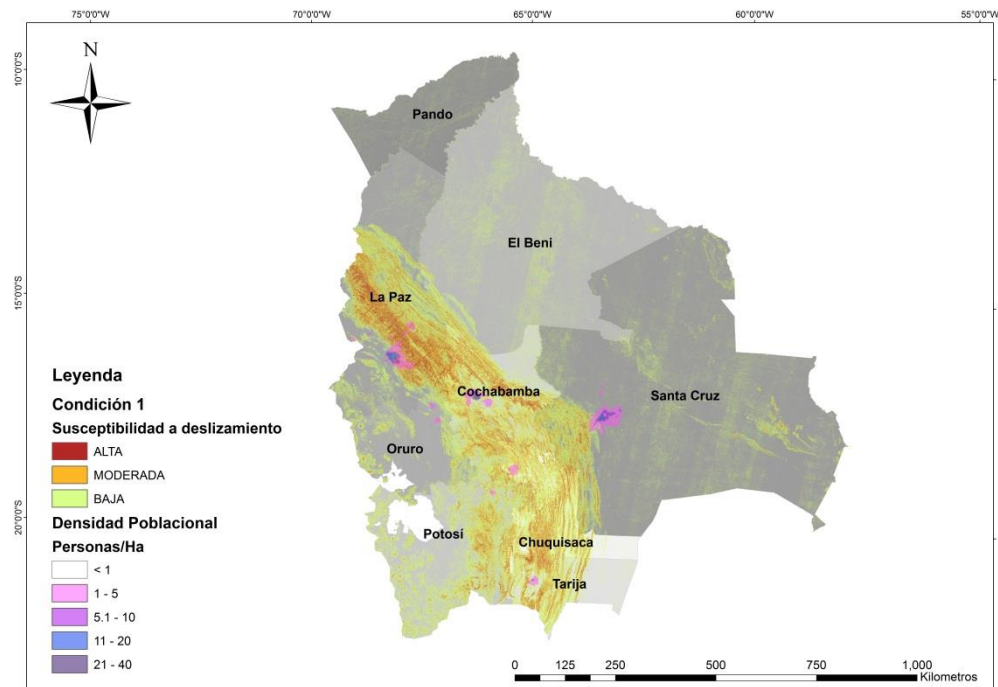 75°0'0"W
70°0'0"W
65°0'0"W
60°0'0"W
55°0'0"W
N
10°0'0"S
Pando
El Beni
15°0'0"S
La Paz
Leyenda
Cochabamba
Santa Cruz
Condición 1
Susceptibilidad a deslizamiento
Oruro
ALTA
MODERADA
BAJA
20°0'0"S
Densidad Poblacional
Potosí
Chuquisaca
Personas/Ha
Tarija
< 1
1 - 5
5.1 - 10
11 - 20
21 - 40
0 125 250 500 750 1,000
Kilometros